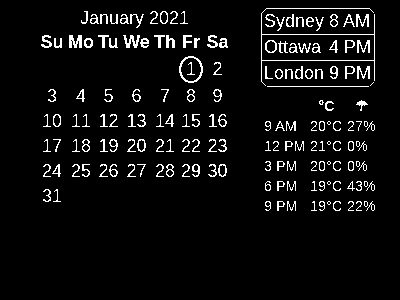 January 2021
Su Mo Tu We Th Fr Sa
1 2
3 4 5 6 7 8 9
10 11 12 13 14 15 16
17 18 19 20 21 22 23
24 25 26 27 28 29 30
31
Sydney 8 AM
Ottawa 4 PM
London 9 PM
°C
9 AM 20°C 27%
12 PM 21°C 0%
3 PM 20°C 0%
6 PM 19°C 43%
9 PM 19°C 22%